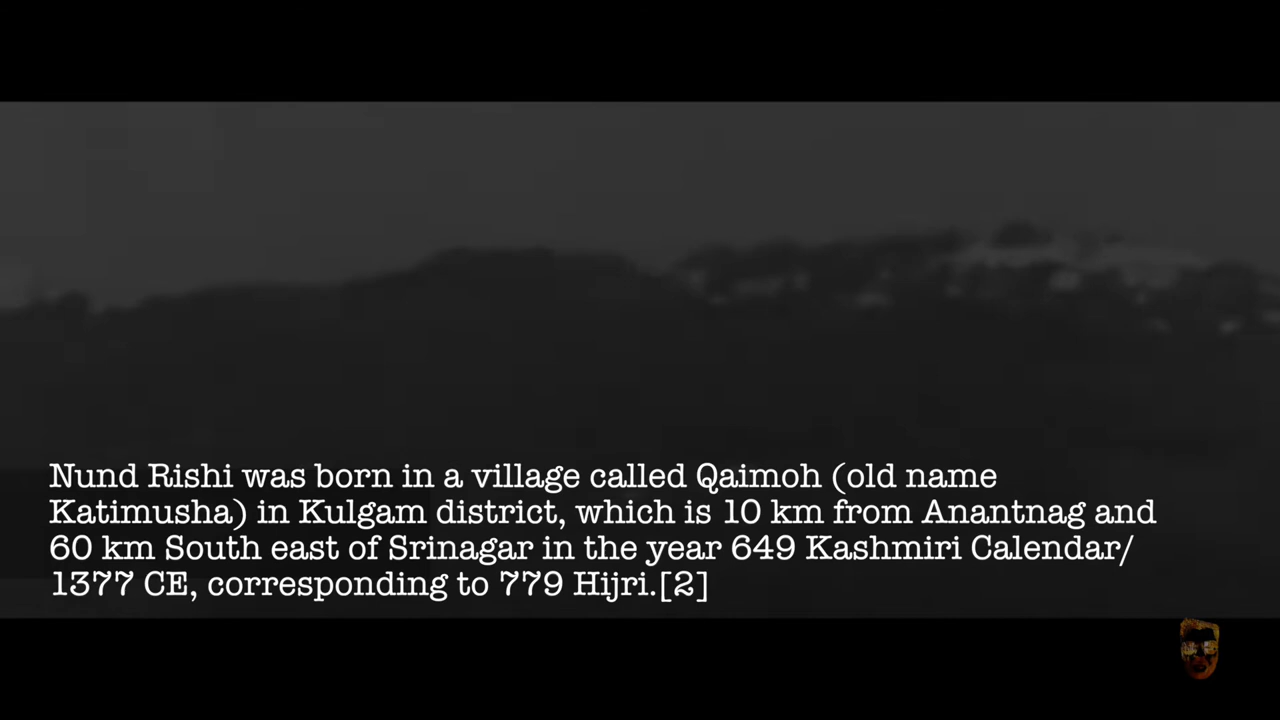 Nund Rishi was born in a village called Qaimoh (old name
Katimusha) in Kulgam district, which is 10 km from Anantnag and
60 km South east of Srinagar in the year 649 Kashmiri Calendar/
1377 CE, corresponding to 779 Hijri.[2]